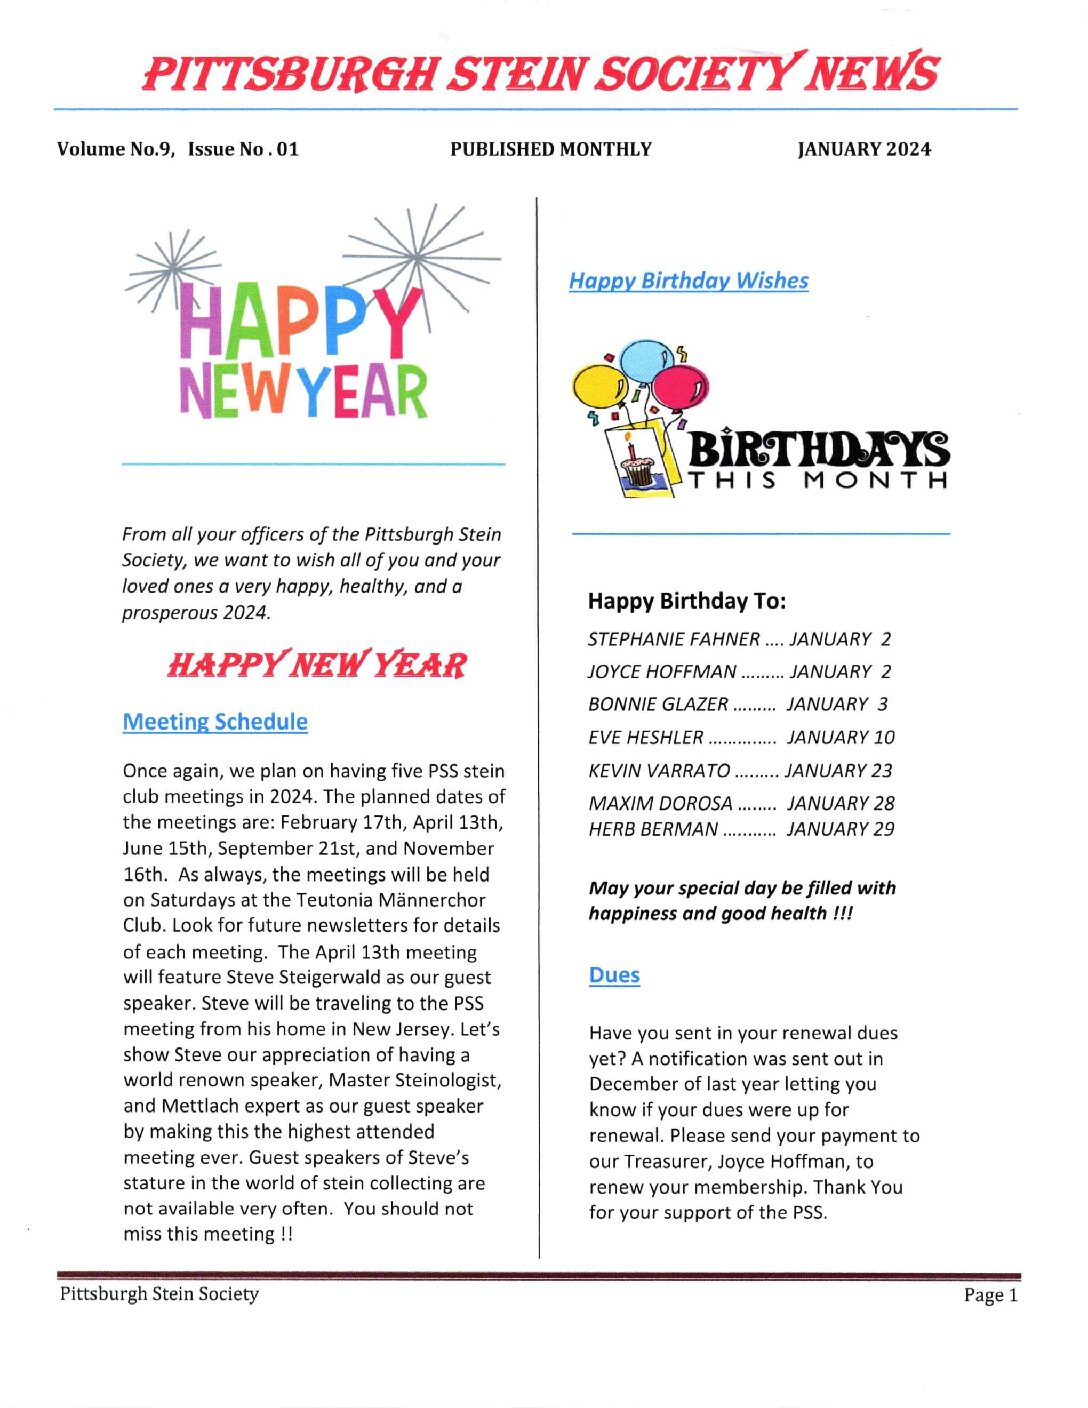 PITTSBURGH STEIN SOCIETY NEWS
Volume No.9, Issue No . 01 PUBLISHED MONTHLY JANUARY 2024
HAPPY
NEW YEAR
From all your officers of the Pittsburgh Stein
Society, we want to wish all of you and your
loved ones a very happy, healthy, and a
prosperous 2024.
HAPPY NEW YEAR
Meeting Schedule
Once again, we plan on having five PSS stein
club meetings in 2024. The planned dates of
the meetings are: February 17th, April 13th,
June 15th, September 21st, and November
16th. As always, the meetings will be held
on Saturdays at the Teutonia Männerchor
Club. Look for future newsletters for details
of each meeting. The April 13th meeting
will feature Steve Steigerwald as our guest
speaker. Steve will be traveling to the PSS
meeting from his home in New Jersey. Let's
show Steve our appreciation of having a
world renown speaker, Master Steinologist,
and Mettlach expert as our guest speaker
by making this the highest attended
meeting ever. Guest speakers of Steve's
stature in the world of stein collecting are
not available very often. You should not
miss this meeting !!
Happy Birthday Wishes
BIRTHDAYS
THIS MONTH
Happy Birthday To:
STEPHANIE FAHNER .... JANUARY 2
JOYCE HOFFMAN ......... JANUARY 2
BONNIE GLAZER ......... JANUARY 3
EVE HESHLER .............. JANUARY 10
KEVIN VARRATO ......... JANUARY 23
MAXIM DOROSA ........ JANUARY 28
HERB BERMAN ........... JANUARY 29
May your special day be filled with
happiness and good health !!!
Dues
Have you sent in your renewal dues
yet? A notification was sent out in
December of last year letting you
know if your dues were up for
renewal. Please send your payment to
our Treasurer, Joyce Hoffman, to
renew your membership. Thank You
for your support of the PSS.
Pittsburgh Stein Society Page 1